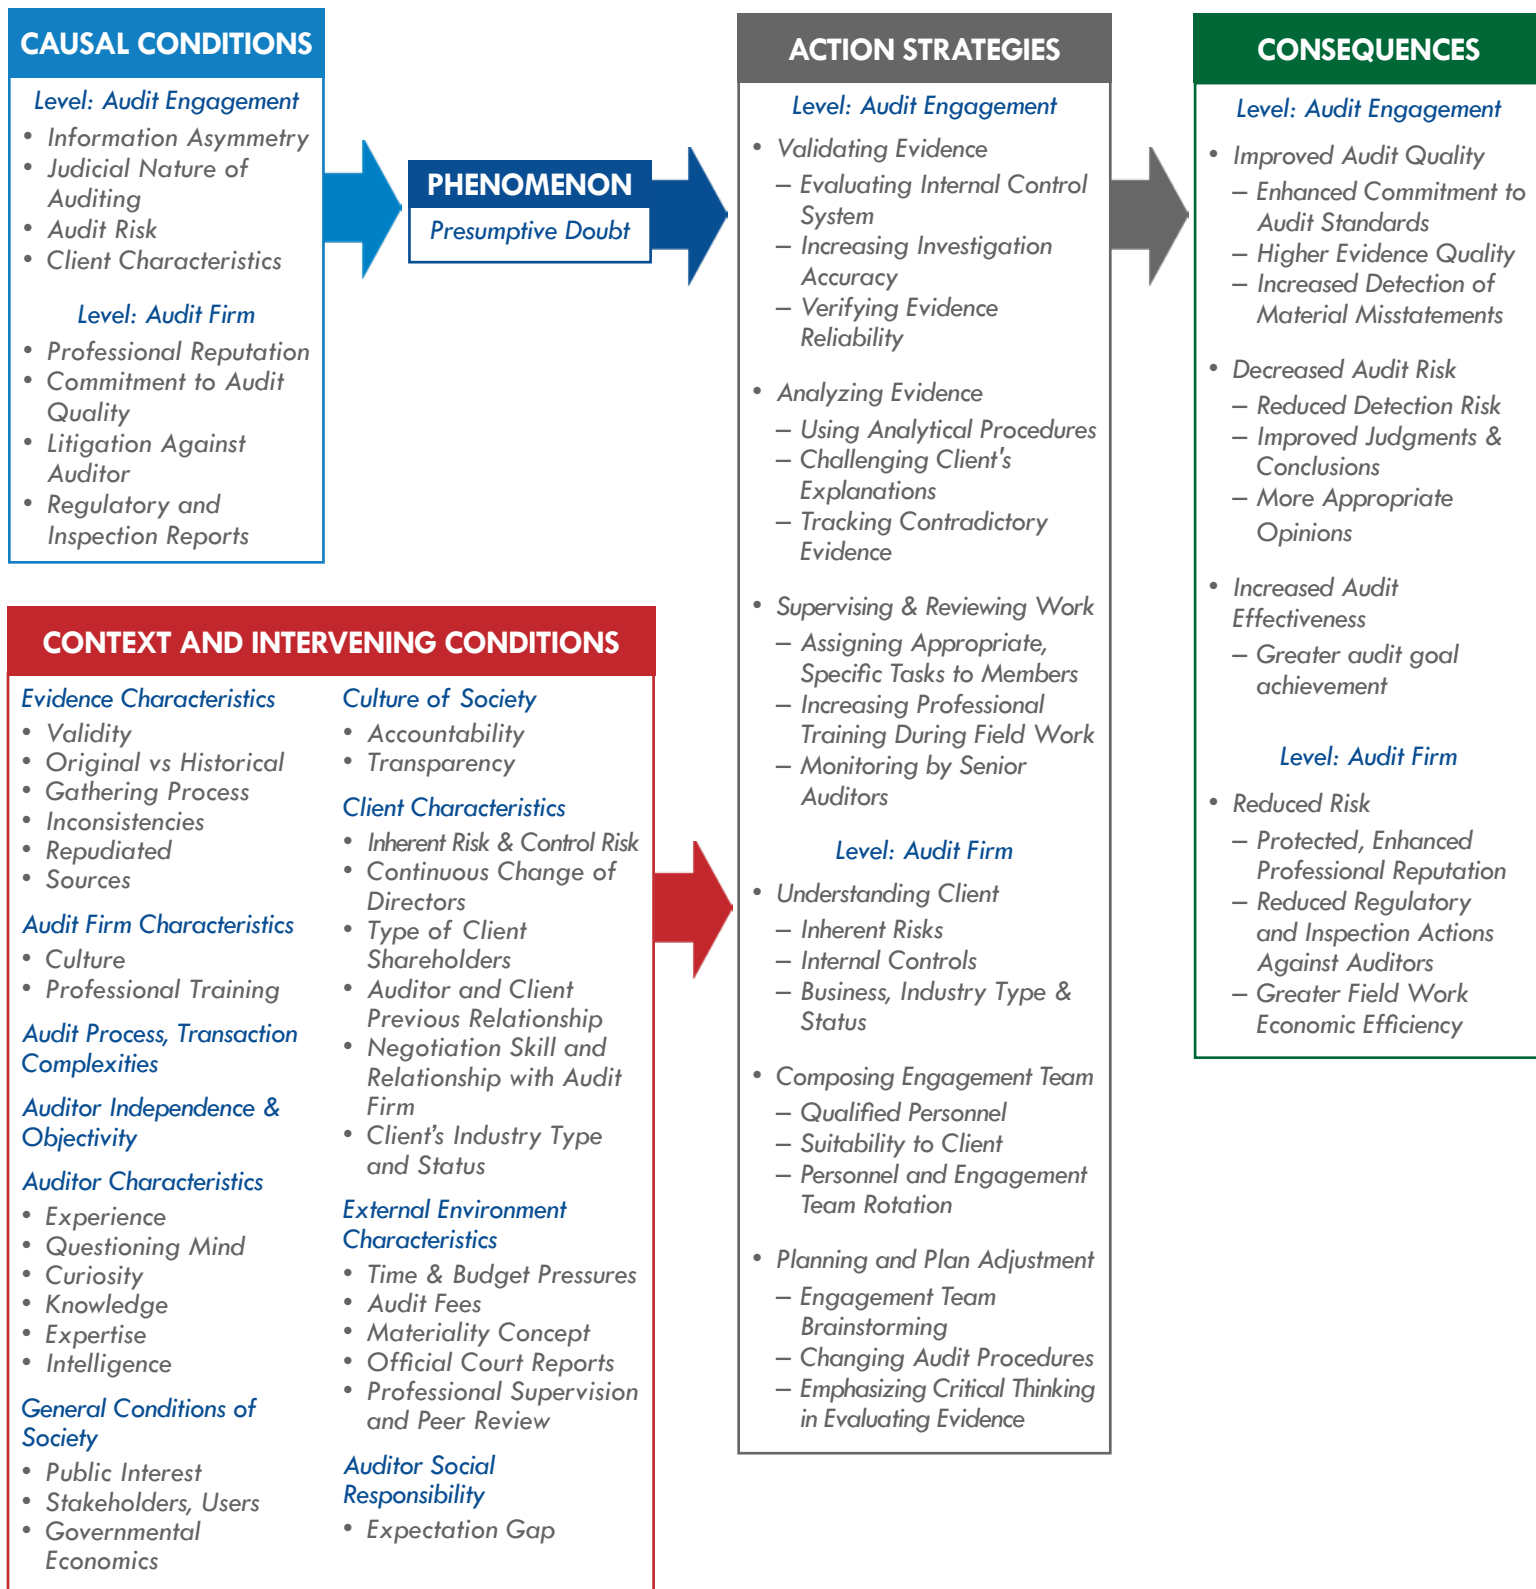 CAUSAL CONDITIONS
Level: Audit Engagement
• Information Asymmetry
• Judicial Nature of
Auditing
• Audit Risk
• Client Characteristics
Level: Audit Firm
• Professional Reputation
• Commitment to Audit
Quality
• Litigation Against
Auditor
• Regulatory and
Inspection Reports
PHENOMENON
Presumptive Doubt
CONTEXT AND INTERVENING CONDITIONS
Evidence Characteristics
• Validity
• Original vs Historical
• Gathering Process
• Inconsistencies
• Repudiated
• Sources
Audit Firm Characteristics
• Culture
• Professional Training
Audit Process, Transaction
Complexities
Auditor Independence &
Objectivity
Auditor Characteristics
• Experience
• Questioning Mind
• Curiosity
• Knowledge
• Expertise
• Intelligence
General Conditions of
Society
• Public Interest
• Stakeholders, Users
• Governmental
Economics
Culture of Society
• Accountability
• Transparency
Client Characteristics
• Inherent Risk & Control Risk
• Continuous Change of
Directors
• Type of Client
Shareholders
• Auditor and Client
Previous Relationship
• Negotiation Skill and
Relationship with Audit
Firm
• Client's Industry Type
and Status
External Environment
Characteristics
• Time & Budget Pressures
• Audit Fees
• Materiality Concept
• Official Court Reports
• Professional Supervision
and Peer Review
Auditor Social
Responsibility
• Expectation Gap
ACTION STRATEGIES
Level: Audit Engagement
• Validating Evidence
– Evaluating Internal Control
System
– Increasing Investigation
Accuracy
– Verifying Evidence
Reliability
• Analyzing Evidence
– Using Analytical Procedures
– Challenging Client's
Explanations
– Tracking Contradictory
Evidence
• Supervising & Reviewing Work
– Assigning Appropriate,
Specific Tasks to Members
– Increasing Professional
Training During Field Work
– Monitoring by Senior
Auditors
Level: Audit Firm
• Understanding Client
– Inherent Risks
– Internal Controls
– Business, Industry Type &
Status
• Composing Engagement Team
– Qualified Personnel
– Suitability to Client
– Personnel and Engagement
Team Rotation
• Planning and Plan Adjustment
– Engagement Team
Brainstorming
– Changing Audit Procedures
– Emphasizing Critical Thinking
in Evaluating Evidence
CONSEQUENCES
Level: Audit Engagement
• Improved Audit Quality
– Enhanced Commitment to
Audit Standards
– Higher Evidence Quality
– Increased Detection of
Material Misstatements
• Decreased Audit Risk
– Reduced Detection Risk
– Improved Judgments &
Conclusions
– More Appropriate
Opinions
• Increased Audit
Effectiveness
– Greater audit goal
achievement
Level: Audit Firm
• Reduced Risk
– Protected, Enhanced
Professional Reputation
– Reduced Regulatory
and Inspection Actions
Against Auditors
– Greater Field Work
Economic Efficiency